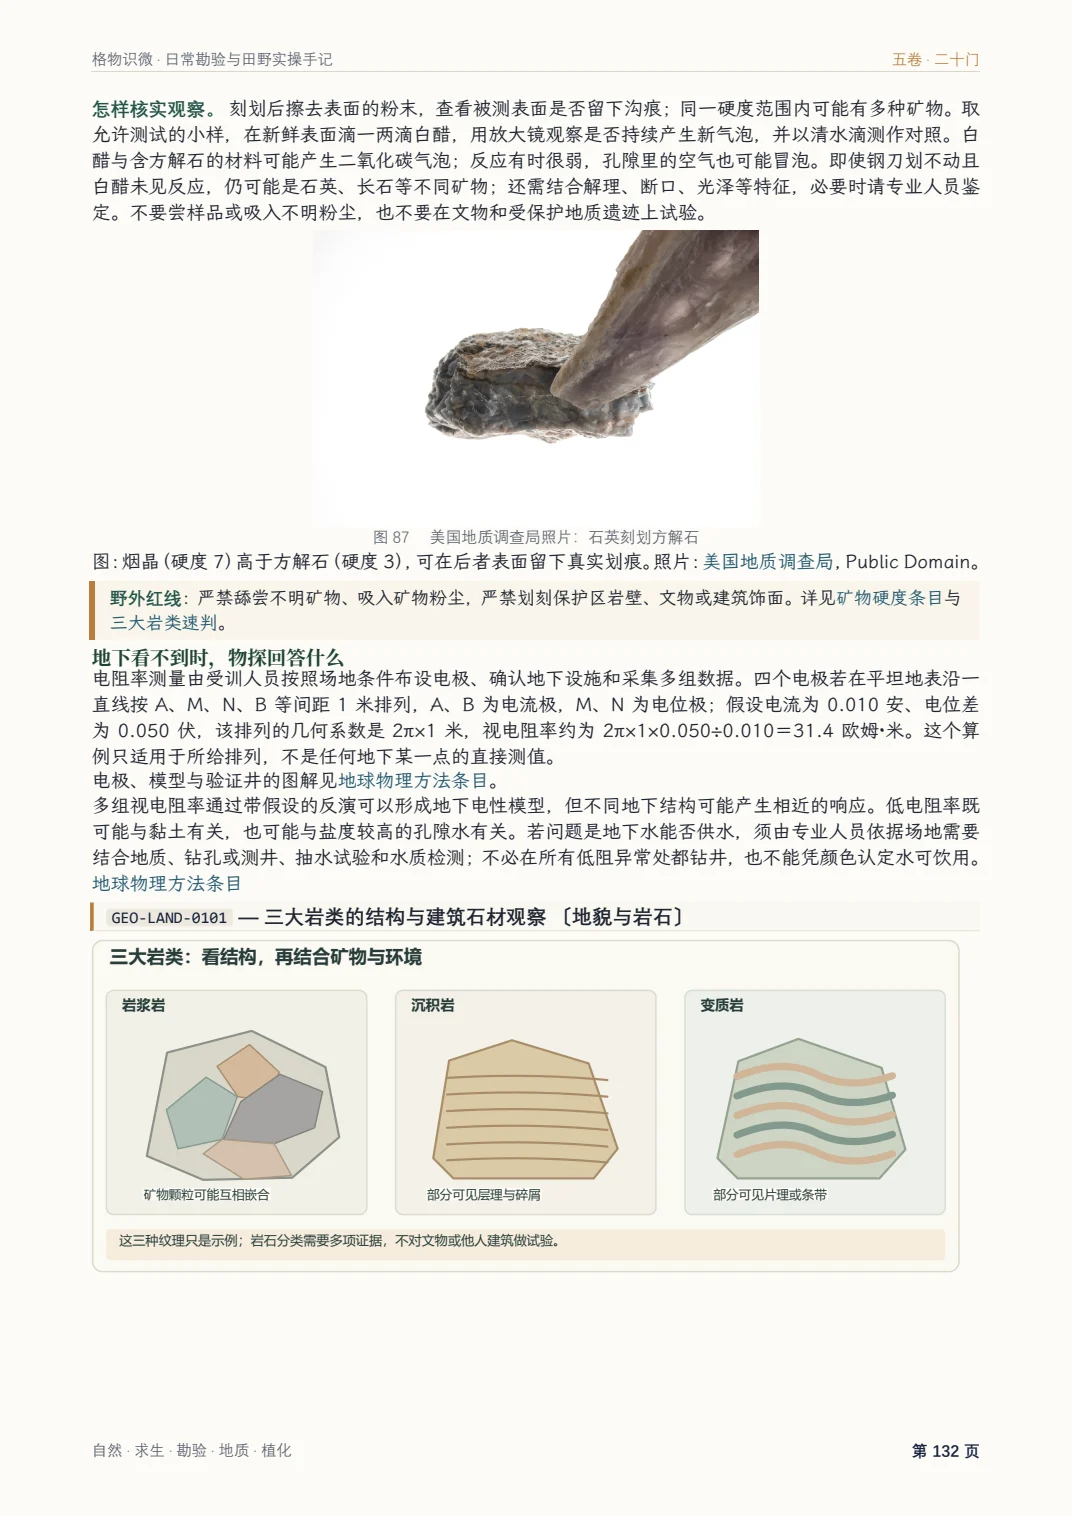 格物识微 · 日常勘验与田野实操手记
五卷 · 二十门
怎样核实观察。 刻划后擦去表面的粉末，查看被测表面是否留下沟痕；同一硬度范围内可能有多种矿物。取
允许测试的小样，在新鲜表面滴一两滴白醋，用放大镜观察是否持续产生新气泡，并以清水滴测作对照。白
醋与含方解石的材料可能产生二氧化碳气泡；反应有时很弱，孔隙里的空气也可能冒泡。即使钢刀划不动且
白醋未见反应，仍可能是石英、长石等不同矿物；还需结合解理、断口、光泽等特征，必要时请专业人员鉴
定。不要尝样品或吸入不明粉尘，也不要在文物和受保护地质遗迹上试验。
图 87 美国地质调查局照片：石英刻划方解石
图：烟晶（硬度 7）高于方解石（硬度 3），可在后者表面留下真实划痕。照片：美国地质调查局, Public Domain。
野外红线：严禁舔尝不明矿物、吸入矿物粉尘，严禁划刻保护区岩壁、文物或建筑饰面。详见矿物硬度条目与
三大岩类速判。
地下看不到时，物探回答什么
电阻率测量由受训人员按照场地条件布设电极、确认地下设施和采集多组数据。四个电极若在平坦地表沿一
直线按 A、M、N、B 等间距 1 米排列，A、B 为电流极，M、N 为电位极；假设电流为 0.010 安、电位差
为 0.050 伏，该排列的几何系数是 2π×1 米，视电阻率约为 2π×1×0.050÷0.010＝31.4 欧姆·米。这个算
例只适用于所给排列，不是任何地下某一点的直接测值。
电极、模型与验证井的图解见地球物理方法条目。
多组视电阻率通过带假设的反演可以形成地下电性模型，但不同地下结构可能产生相近的响应。低电阻率既
可能与黏土有关，也可能与盐度较高的孔隙水有关。若问题是地下水能否供水，须由专业人员依据场地需要
结合地质、钻孔或测井、抽水试验和水质检测；不必在所有低阻异常处都钻井，也不能凭颜色认定水可饮用。
地球物理方法条目
GEO-LAND-0101 — 三大岩类的结构与建筑石材观察 〔地貌与岩石〕
三大岩类：看结构，再结合矿物与环境
岩浆岩
沉积岩
变质岩
矿物颗粒可能互相嵌合
部分可见层理与碎屑
部分可见片理或条带
这三种纹理只是示例；岩石分类需要多项证据，不对文物或他人建筑做试验。
自然 · 求生 · 勘验 · 地质 · 植化
第 132 页